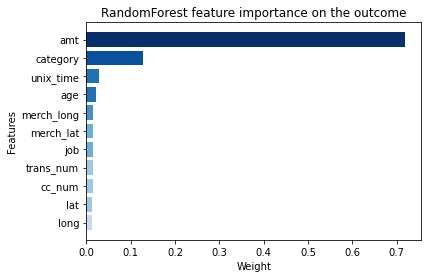 RandomForest feature importance on the outcome
Features
amt
category
unix_time
age
merch_long
merch_lat
job
trans_num
cc_num
lat
long
0.0 0.1 0.2 0.3 0.4 0.5 0.6 0.7
Weight